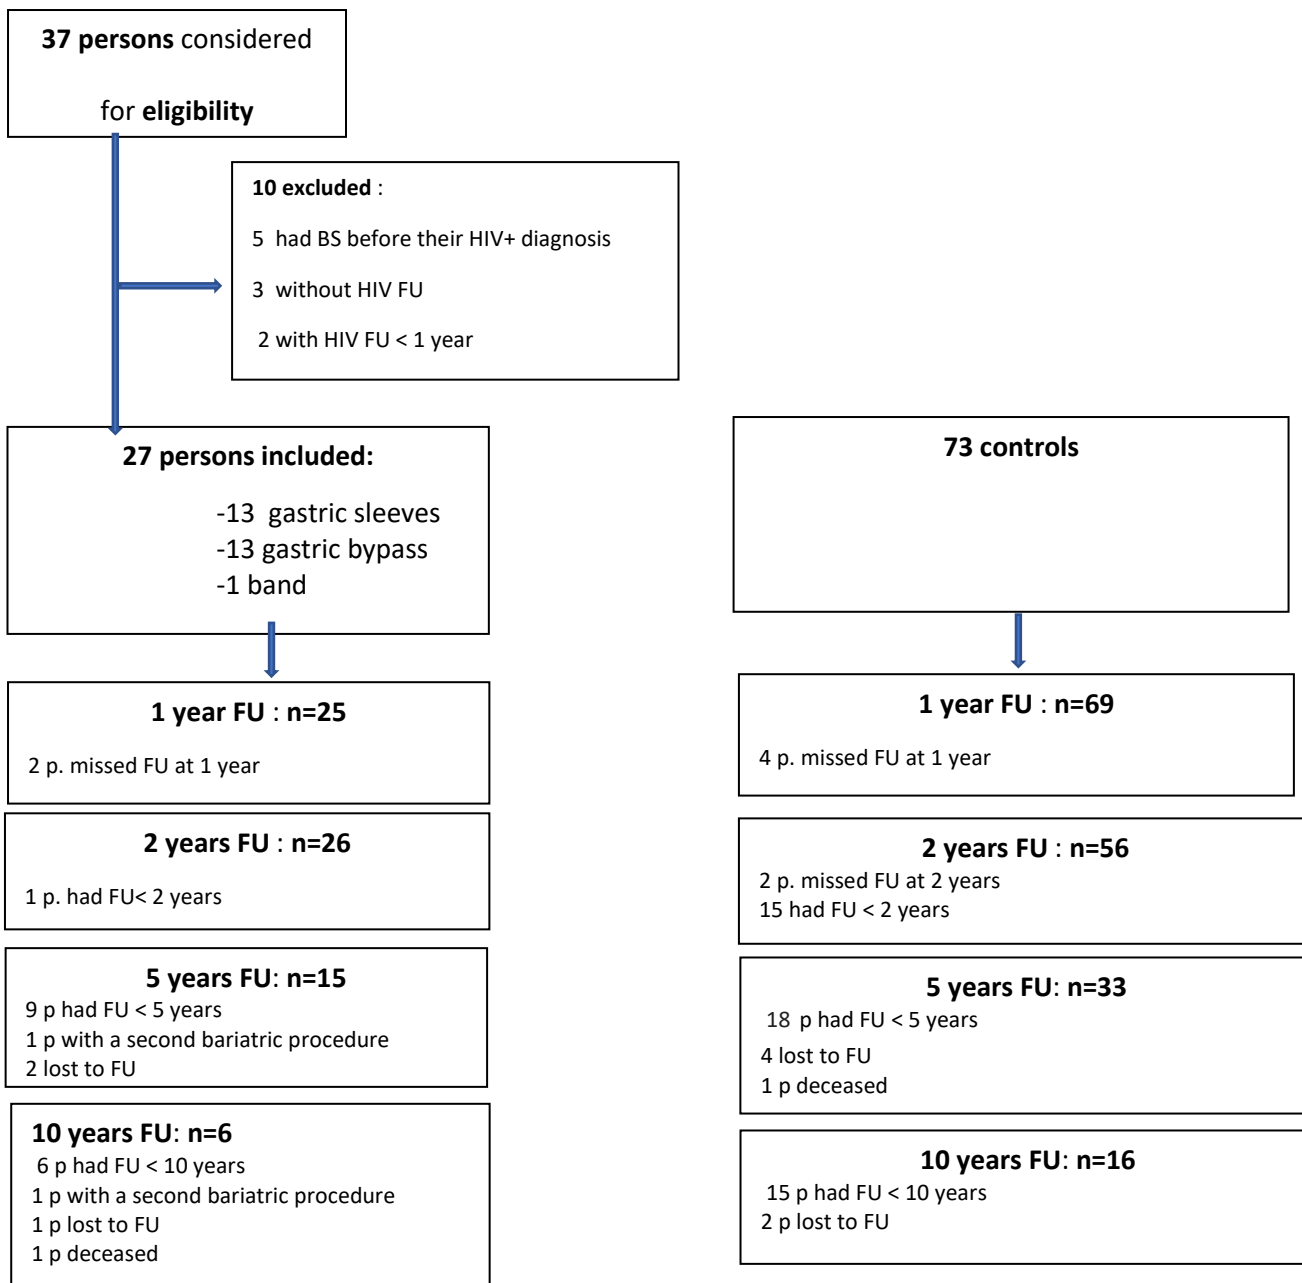 37 persons considered
for eligibility
10 excluded :
5 had BS before their HIV+ diagnosis
3 without HIV FU
2 with HIV FU < 1 year
27 persons included:
-13 gastric sleeves
-13 gastric bypass
-1 band
73 controls
1 year FU : n=25
2 p. missed FU at 1 year
1 year FU : n=69
4 p. missed FU at 1 year
2 years FU : n=26
1 p. had FU< 2 years
2 years FU : n=56
2 p. missed FU at 2 years
15 had FU < 2 years
5 years FU: n=15
9 p had FU < 5 years
1 p with a second bariatric procedure
2 lost to FU
5 years FU: n=33
18 p had FU < 5 years
4 lost to FU
1 p deceased
10 years FU: n=6
6 p had FU < 10 years
1 p with a second bariatric procedure
1 p lost to FU
1 p deceased
10 years FU: n=16
15 p had FU < 10 years
2 p lost to FU